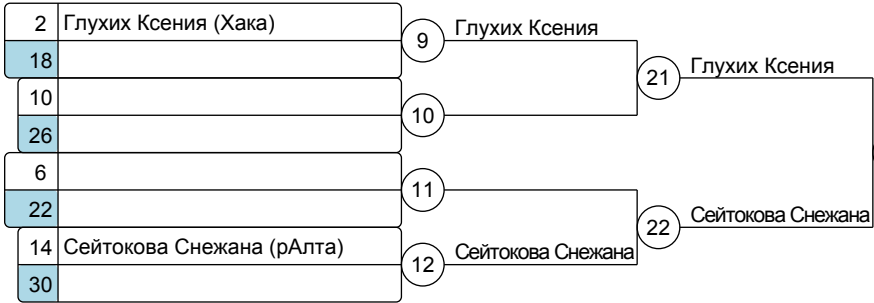 2 Глухих Ксения (Хака)
18
9 Глухих Ксения
10
26
10
21 Глухих Ксения
6
22
11
14 Сейтокова Снежана (рАлта)
30
12 Сейтокова Снежана
22 Сейтокова Снежана